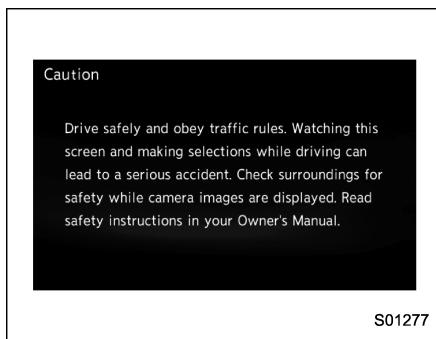 Caution
Drive safely and obey traffic rules. Watching this
screen and making selections while driving can
lead to a serious accident. Check surroundings for
safety while camera images are displayed. Read
safety instructions in your Owner's Manual.
S01277